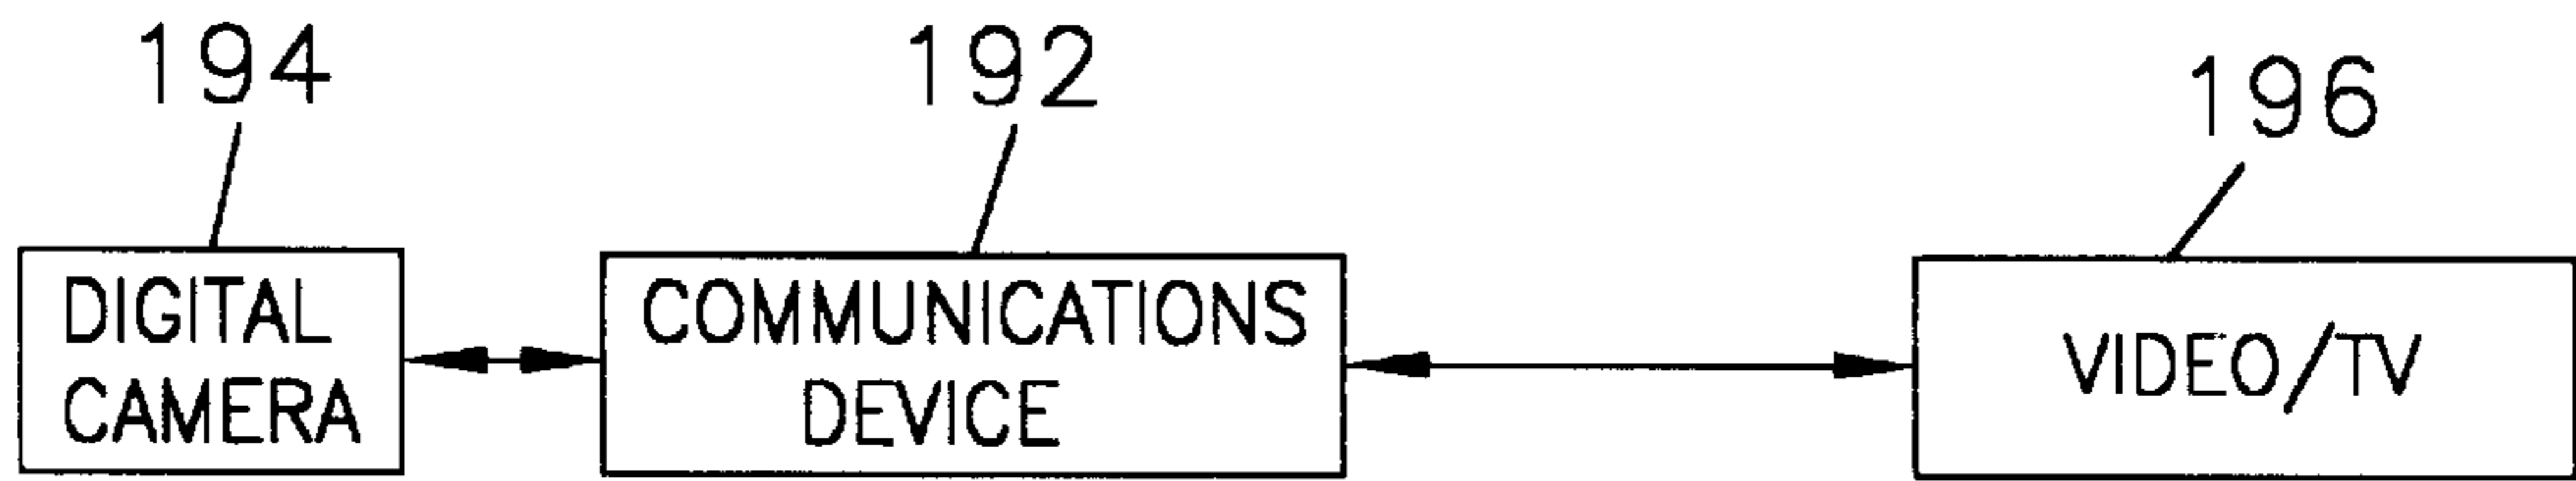 194
192
196
DIGITAL
CAMERA
COMMUNICATIONS
DEVICE
VIDEO/TV